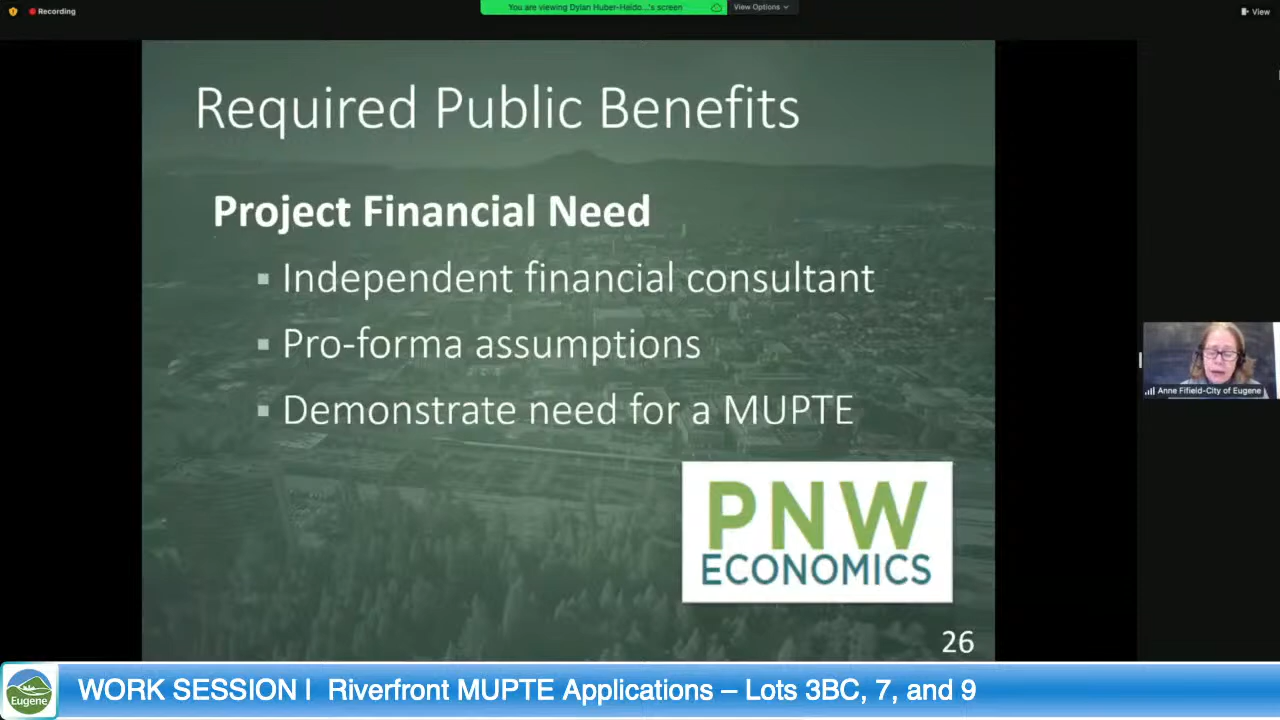 Recording
You are viewing Dylan Huber-Haido...'s screen
View Options
View
Required Public Benefits
Project Financial Need
▪ Independent financial consultant
▪ Pro-forma assumptions
▪ Demonstrate need for a MUPTE
PNW
ECONOMICS
Anne Fifield-City of Eugene
26
Eugene
WORK SESSION I Riverfront MUPTE Applications – Lots 3BC, 7, and 9